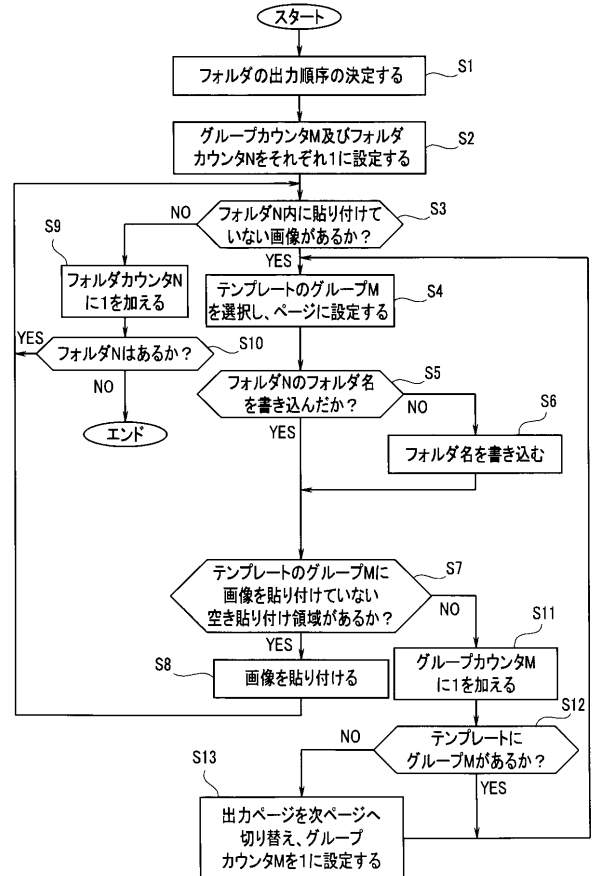 スタート
フォルダの出力順序の決定する
S1
グループカウンタM及びフォルダ
カウンタNをそれぞれ1に設定する
S2
フォルダN内に貼り付けて
いない画像があるか?
S3
NO
YES
S9
フォルダカウンタN
に1を加える
テンプレートのグループM
を選択し、ページに設定する
S4
YES
フォルダNはあるか?
S10
NO
エンド
フォルダNのフォルダ名
を書き込んだか?
S5
NO
YES
S6
フォルダ名を書き込む
テンプレートのグループMに
画像を貼り付けていない
空き貼り付け領域があるか?
S7
NO
YES
S8
画像を貼り付ける
S11
グループカウンタM
に1を加える
S12
テンプレートに
グループMがあるか?
NO
YES
S13
出力ページを次ページへ
切り替え、グループ
カウンタMを1に設定する